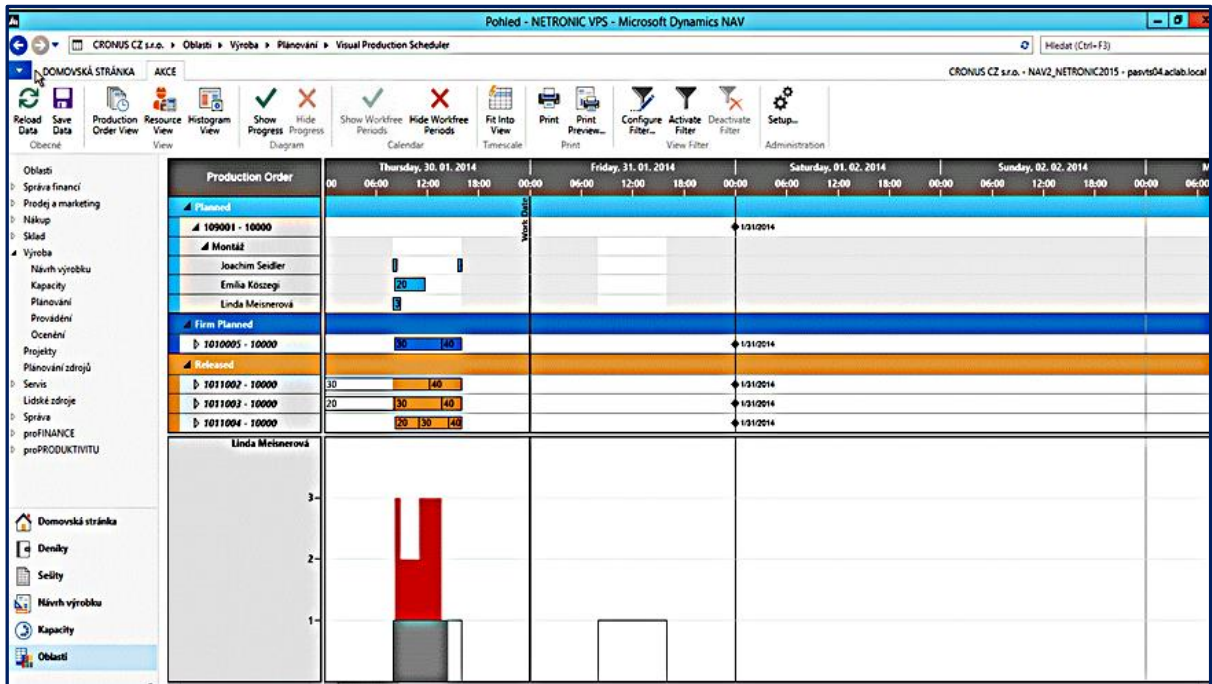 Pohled - NETRONIC VPS - Microsoft Dynamics NAV
CRONUS CZ s.r.o. ▸ Oblasti ▸ Výroba ▸ Plánování ▸ Visual Production Scheduler
Hledat (Ctrl+F3)
DOMOVSKÁ STRÁNKA AKCE
CRONUS CZ s.r.o. - NAV2_NETRONIC2015 - pasvts04.aclab.local
Reload Data
Save Data
Production Order View
Resource View
Histogram View
Show Progress
Hide Progress
Show Workfree Periods
Hide Workfree Periods
Fit Into View
Print
Print Preview...
Configure Filter...
Activate Filter
Deactivate Filter
Setup...
Obecné View Diagram Calendar Timescale Print View Filter Administration
Oblasti
Správa financí
Prodej a marketing
Nákup
Sklad
Výroba
Návrh výrobku
Kapacity
Plánování
Provádění
Ocenění
Projekty
Plánování zdrojů
Servis
Lidské zdroje
Správa
proFINANCE
proPRODUKTIVITU
Domovská stránka
Deníky
Sešity
Návrh výrobku
Kapacity
Oblasti
Production Order
Thursday, 30. 01. 2014 Friday, 31. 01. 2014 Saturday, 01. 02. 2014 Sunday, 02. 02. 2014 M
00 06:00 12:00 18:00 00:00 06:00 12:00 18:00 00:00 06:00 12:00 18:00 00:00 06:00 12:00 18:00 00:00 06:00
Work Date
Planned
109001 - 10000 1/31/2014
Montáž
Joachim Seidler
Emilia Köszegi 20
Linda Meisnerová 3
Firm Planned
1010005 - 10000 30 40 1/31/2014
Released
1011002 - 10000 30 40 1/31/2014
1011003 - 10000 20 30 40 1/31/2014
1011004 - 10000 20 30 40 1/31/2014
Linda Meisnerová
3
2
1